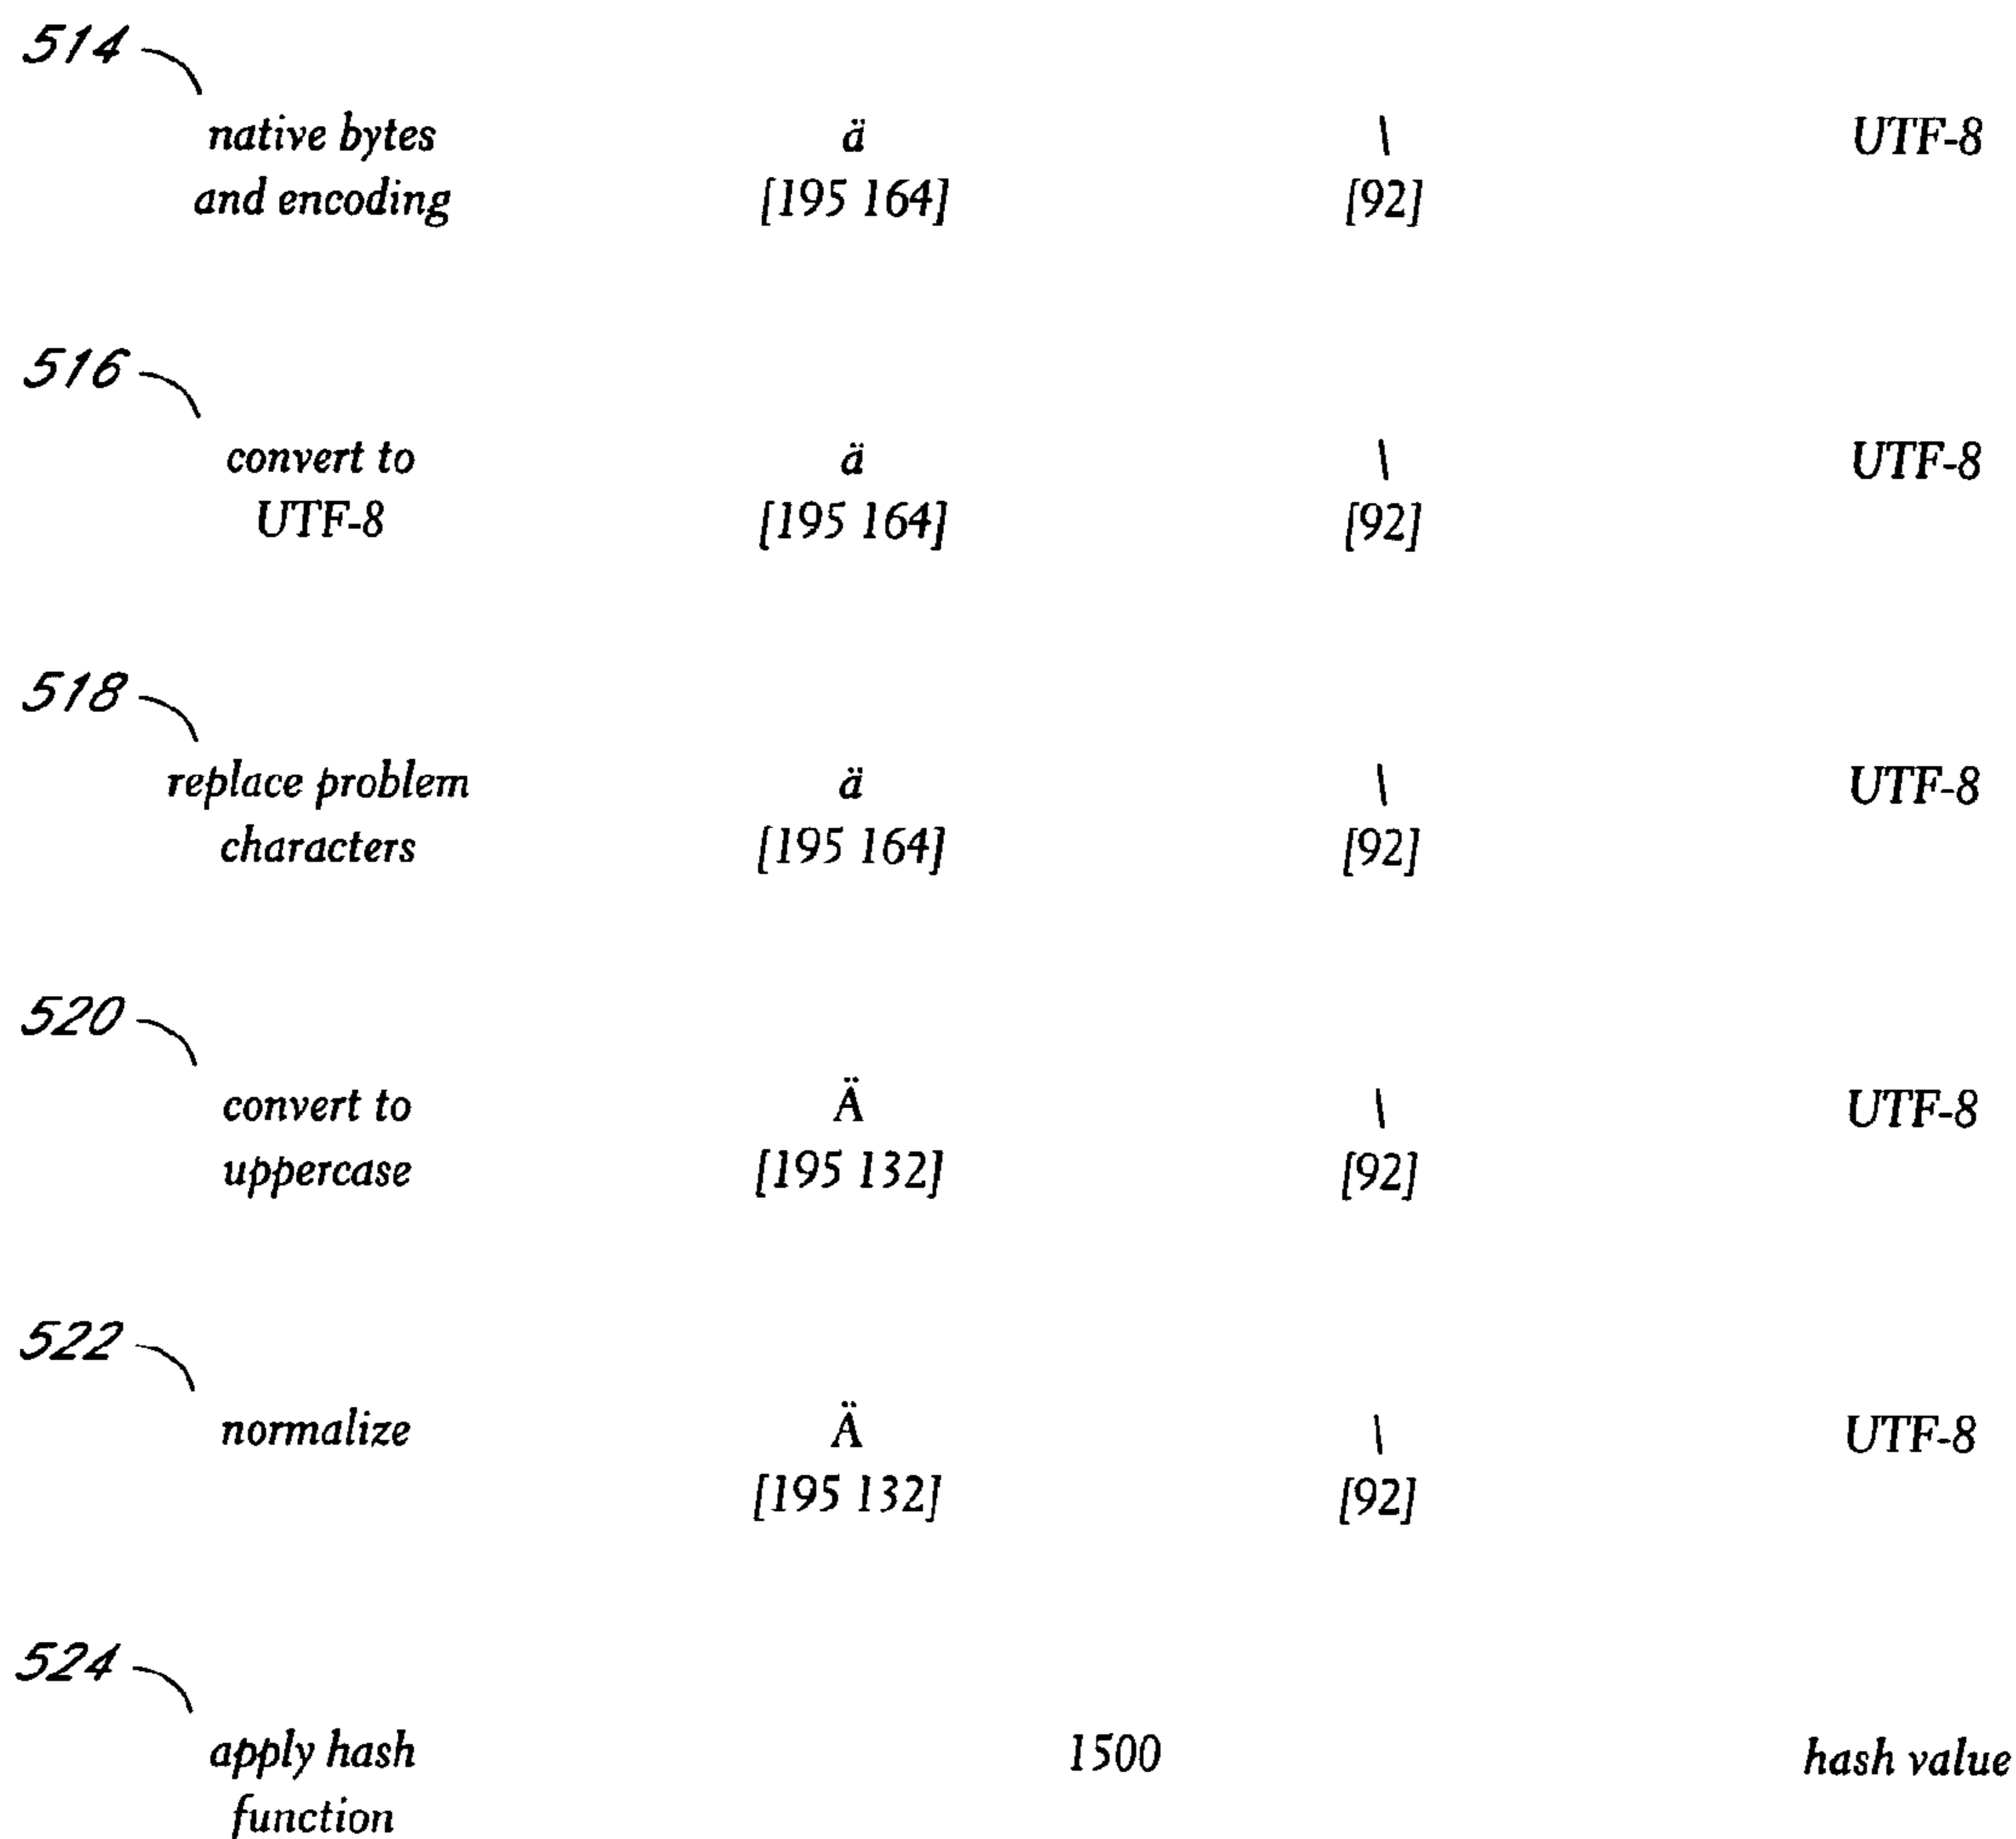 514
native bytes ä \ UTF-8
and encoding [195 164] [92]
516
convert to ä \ UTF-8
UTF-8 [195 164] [92]
518
replace problem ä \ UTF-8
characters [195 164] [92]
520
convert to Ä \ UTF-8
uppercase [195 132] [92]
522
normalize Ä \ UTF-8
[195 132] [92]
524
apply hash 1500 hash value
function